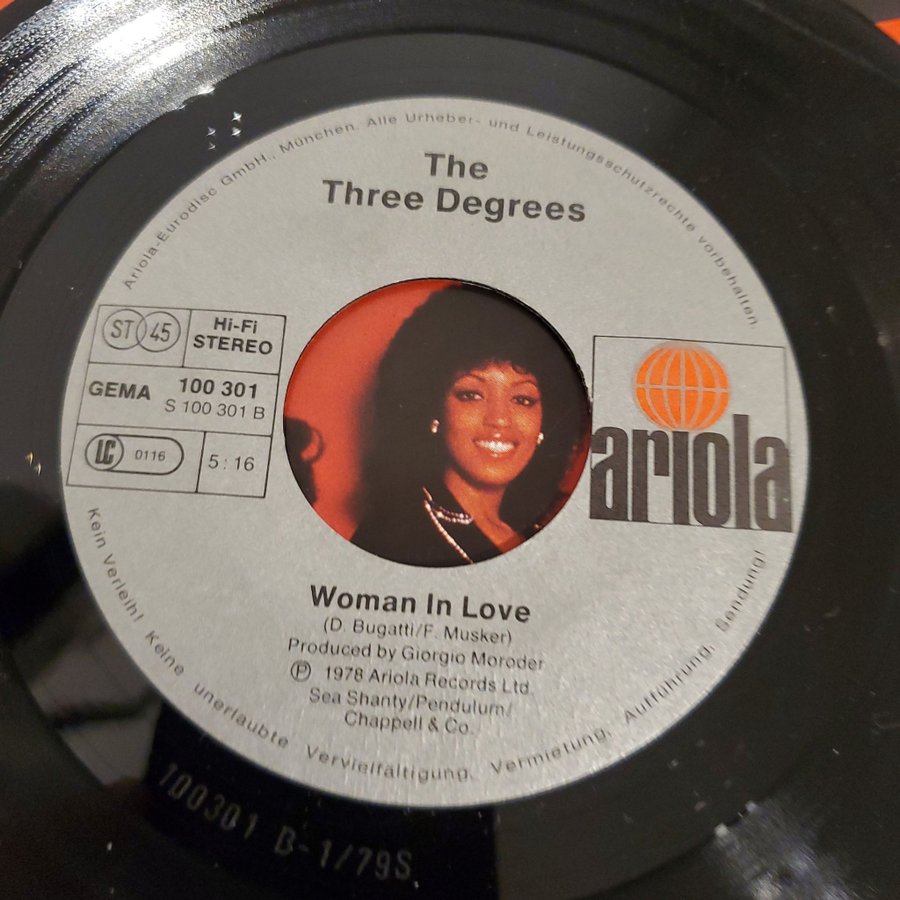 Ariola-Eurodisc GmbH., München. Alle Urheber- und Leistungsschutzrechte vorbehalten.
The
Three Degrees
ST 45
Hi-Fi
STEREO
GEMA 100 301
S 100 301 B
LC 0116
5:16
ariola
Woman In Love
(D. Bugatti/F. Musker)
Produced by Giorgio Moroder
Ⓟ 1978 Ariola Records Ltd.
Sea Shanty/Pendulum/
Chappell & Co.
Kein Verleih! Keine unerlaubte Vervielfältigung, Vermietung, Aufführung, Sendung!
100301 B-1/79S